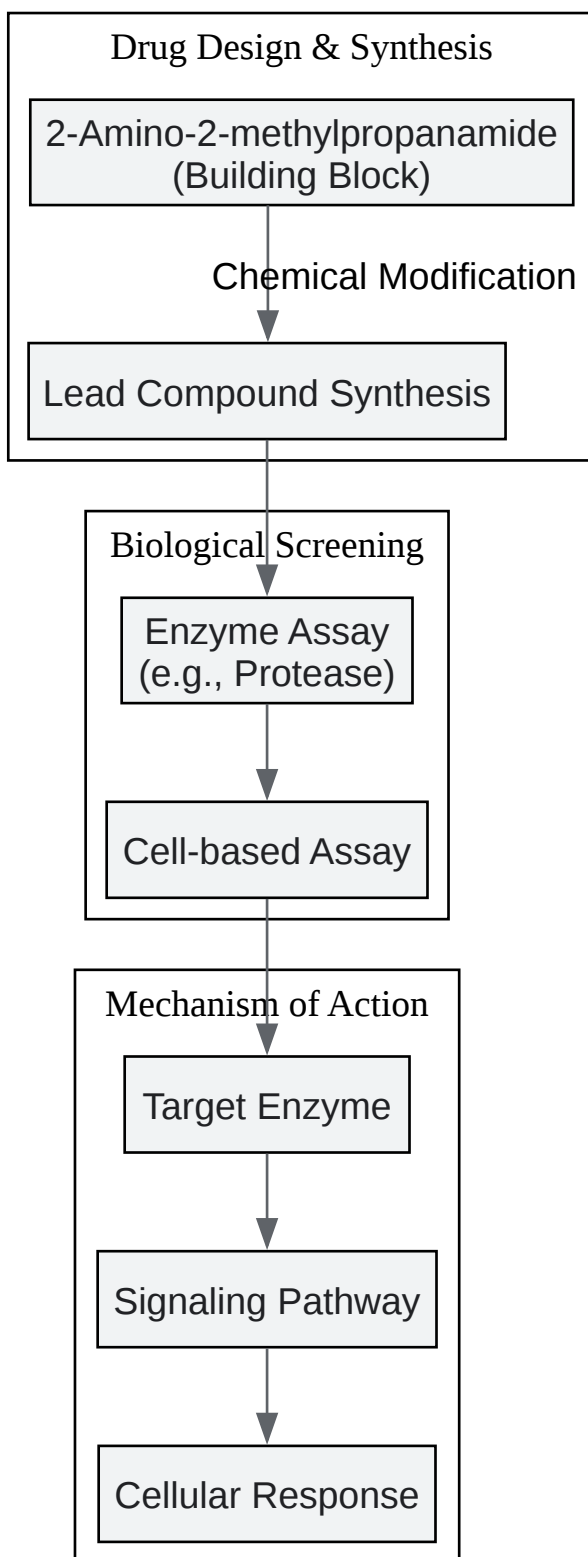 Drug Design & Synthesis
2-Amino-2-methylpropanamide
(Building Block)
Chemical Modification
Lead Compound Synthesis
Biological Screening
Enzyme Assay
(e.g., Protease)
Cell-based Assay
Mechanism of Action
Target Enzyme
Signaling Pathway
Cellular Response